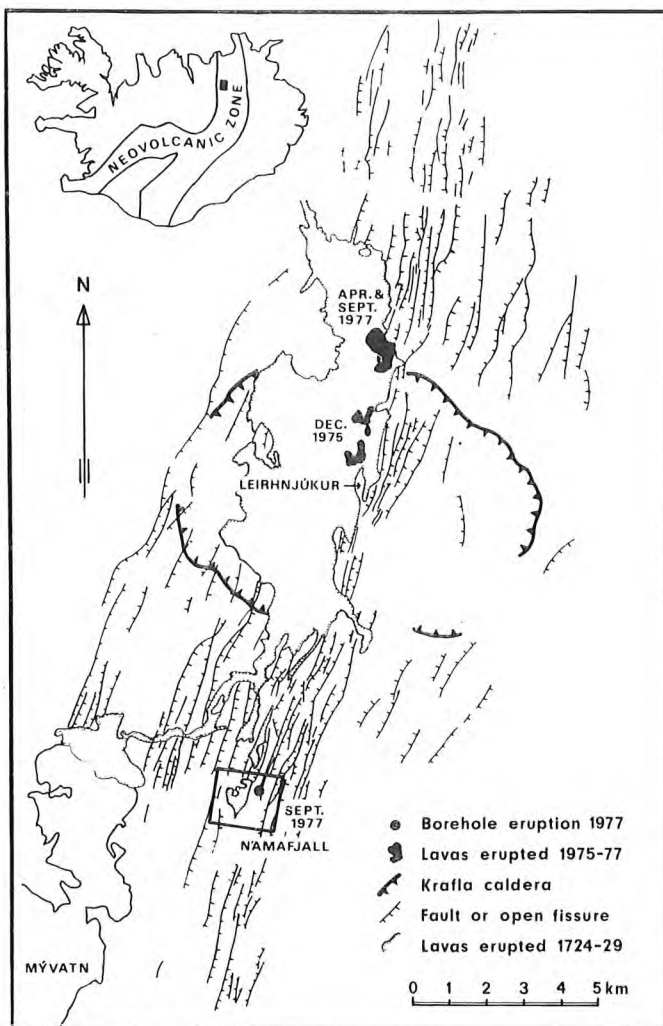 NEOVOLCANIC ZONE
N
APR. &
SEPT.
1977
DEC.
1975
LEIRHNJÚKUR
SEPT.
1977
NÁMAFJALL
MÝVATN
Borehole eruption 1977
Lavas erupted 1975-77
Krafla caldera
Fault or open fissure
Lavas erupted 1724-29
0 1 2 3 4 5 km